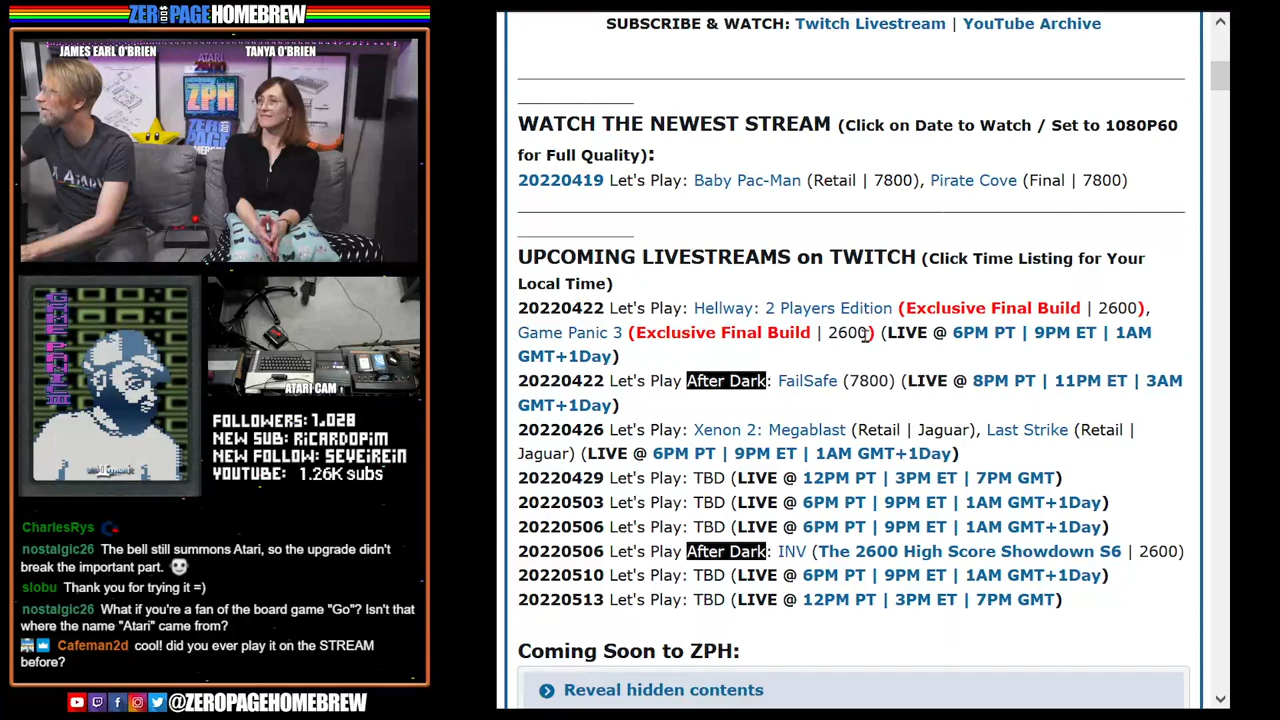 ZERO PAGE HOMEBREW
JAMES EARL O'BRIEN
TANYA O'BRIEN
ATARI
ZPH
ATARI CAM
FOLLOWERS: 1,028
NEW SUB: RICARDOPIM
NEW FOLLOW: SEVEIREIN
YOUTUBE: 1.26K subs
CharlesRys
nostalgic26 The bell still summons Atari, so the upgrade didn't
break the important part.
slobu Thank you for trying it =)
nostalgic26 What if you're a fan of the board game "Go"? Isn't that
where the name "Atari" came from?
Cafeman2d cool! did you ever play it on the STREAM
before?
@ZEROPAGEHOMEBREW
SUBSCRIBE & WATCH: Twitch Livestream | YouTube Archive
WATCH THE NEWEST STREAM (Click on Date to Watch / Set to 1080P60
for Full Quality):
20220419 Let's Play: Baby Pac-Man (Retail | 7800), Pirate Cove (Final | 7800)
UPCOMING LIVESTREAMS on TWITCH (Click Time Listing for Your
Local Time)
20220422 Let's Play: Hellway: 2 Players Edition (Exclusive Final Build | 2600),
Game Panic 3 (Exclusive Final Build | 2600) (LIVE @ 6PM PT | 9PM ET | 1AM
GMT+1Day)
20220422 Let's Play After Dark: FailSafe (7800) (LIVE @ 8PM PT | 11PM ET | 3AM
GMT+1Day)
20220426 Let's Play: Xenon 2: Megablast (Retail | Jaguar), Last Strike (Retail |
Jaguar) (LIVE @ 6PM PT | 9PM ET | 1AM GMT+1Day)
20220429 Let's Play: TBD (LIVE @ 12PM PT | 3PM ET | 7PM GMT)
20220503 Let's Play: TBD (LIVE @ 6PM PT | 9PM ET | 1AM GMT+1Day)
20220506 Let's Play: TBD (LIVE @ 6PM PT | 9PM ET | 1AM GMT+1Day)
20220506 Let's Play After Dark: INV (The 2600 High Score Showdown S6 | 2600)
20220510 Let's Play: TBD (LIVE @ 6PM PT | 9PM ET | 1AM GMT+1Day)
20220513 Let's Play: TBD (LIVE @ 12PM PT | 3PM ET | 7PM GMT)
Coming Soon to ZPH:
Reveal hidden contents